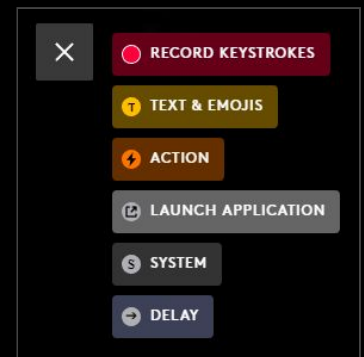 RECORD KEYSTROKES
T TEXT & EMOJIS
ACTION
LAUNCH APPLICATION
S SYSTEM
DELAY